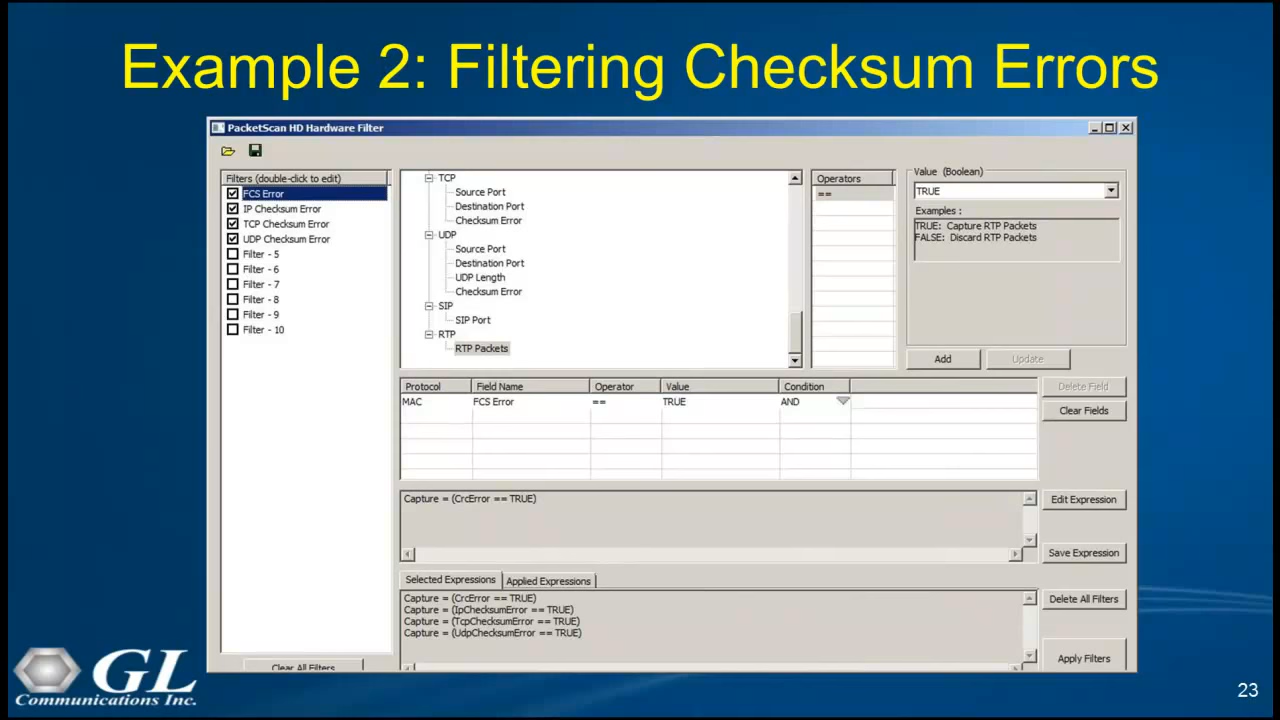 Example 2: Filtering Checksum Errors
PacketScan HD Hardware Filter
Filters (double-click to edit)
FCS Error
IP Checksum Error
TCP Checksum Error
UDP Checksum Error
Filter - 5
Filter - 6
Filter - 7
Filter - 8
Filter - 9
Filter - 10
Clear All Filters
TCP
Source Port
Destination Port
Checksum Error
UDP
Source Port
Destination Port
UDP Length
Checksum Error
SIP
SIP Port
RTP
RTP Packets
Operators
==
Value (Boolean)
TRUE
Examples :
TRUE: Capture RTP Packets
FALSE: Discard RTP Packets
Add Update
Protocol Field Name Operator Value Condition
MAC FCS Error == TRUE AND
Delete Field
Clear Fields
Capture = (CrcError == TRUE)
Edit Expression
Save Expression
Selected Expressions Applied Expressions
Capture = (CrcError == TRUE)
Capture = (IpChecksumError == TRUE)
Capture = (TcpChecksumError == TRUE)
Capture = (UdpChecksumError == TRUE)
Delete All Filters
Apply Filters
GL
Communications Inc.
23